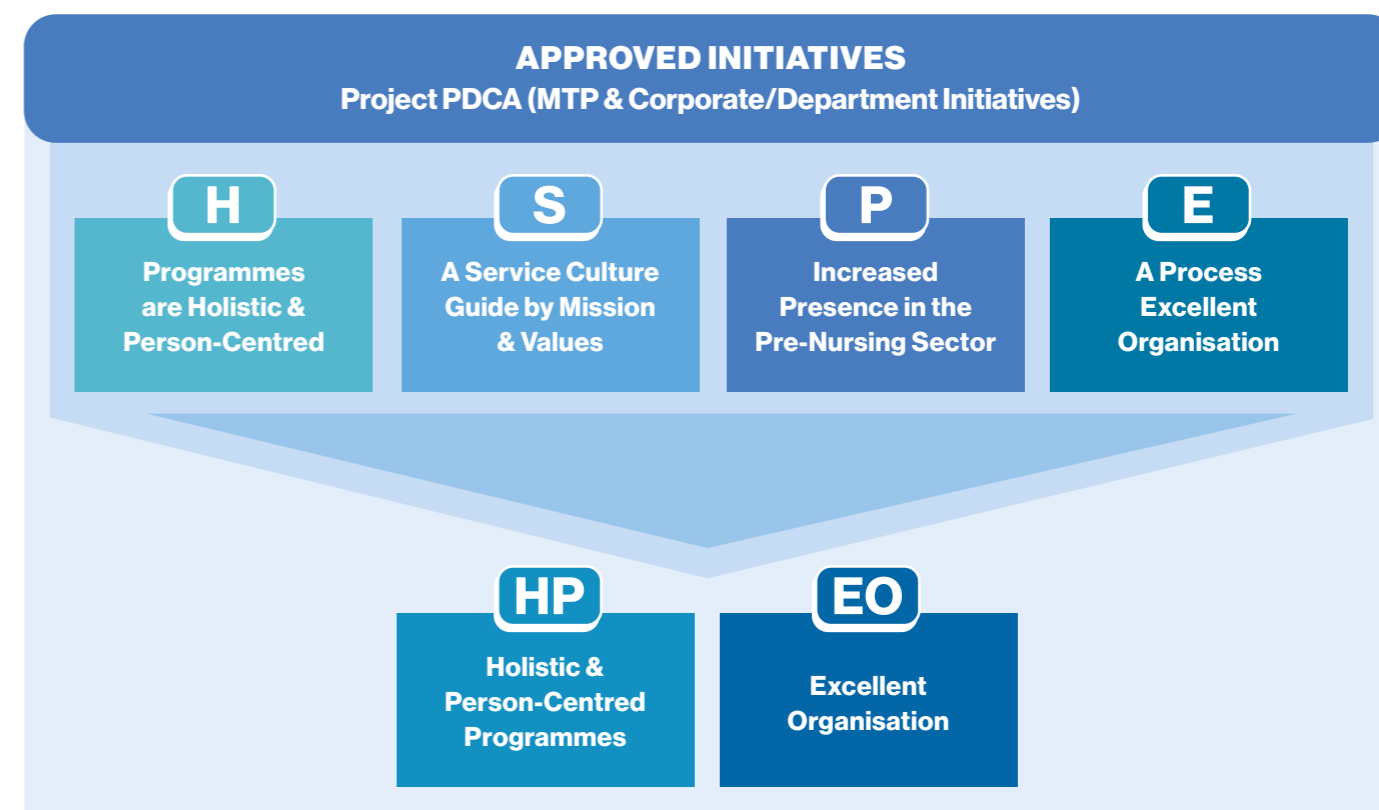 APPROVED INITIATIVES
Project PDCA (MTP & Corporate/Department Initiatives)
H
Programmes
are Holistic &
Person-Centred
S
A Service Culture
Guide by Mission
& Values
P
Increased
Presence in the
Pre-Nursing Sector
E
A Process
Excellent
Organisation
HP
Holistic &
Person-Centred
Programmes
EO
Excellent
Organisation